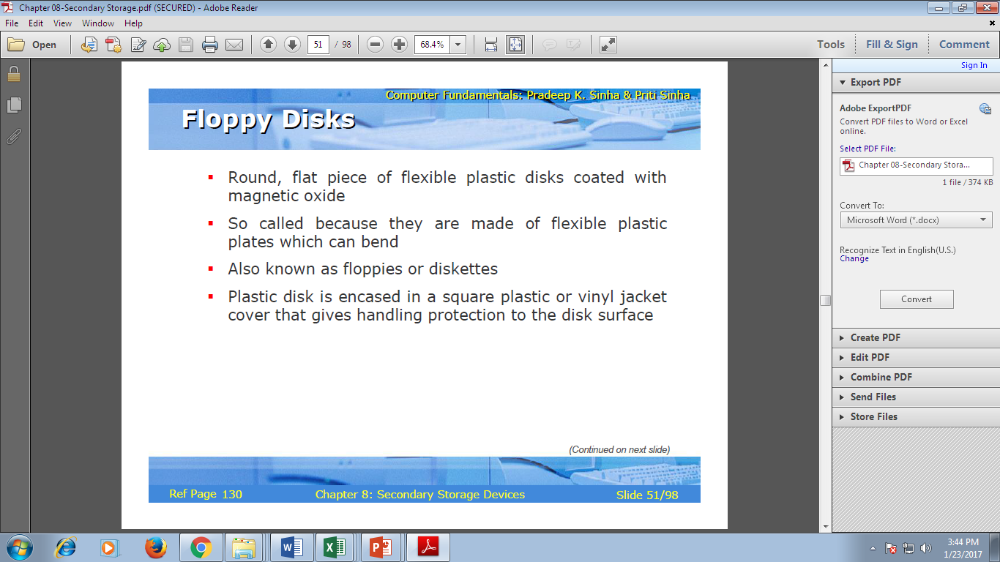 Chapter 08-Secondary Storage.pdf (SECURED) - Adobe Reader
File Edit View Window Help
Open 51 / 98 68.4% Tools Fill & Sign Comment
Sign In
Export PDF
Adobe ExportPDF
Convert PDF files to Word or Excel
online.
Select PDF File:
Chapter 08-Secondary Stora...
1 file / 374 KB
Convert To:
Microsoft Word (*.docx)
Recognize Text in English(U.S.)
Change
Convert
Create PDF
Edit PDF
Combine PDF
Send Files
Store Files
Computer Fundamentals: Pradeep K. Sinha & Priti Sinha
Floppy Disks
▪ Round, flat piece of flexible plastic disks coated with
magnetic oxide
▪ So called because they are made of flexible plastic
plates which can bend
▪ Also known as floppies or diskettes
▪ Plastic disk is encased in a square plastic or vinyl jacket
cover that gives handling protection to the disk surface
(Continued on next slide)
Ref Page 130 Chapter 8: Secondary Storage Devices Slide 51/98
3:44 PM
1/23/2017